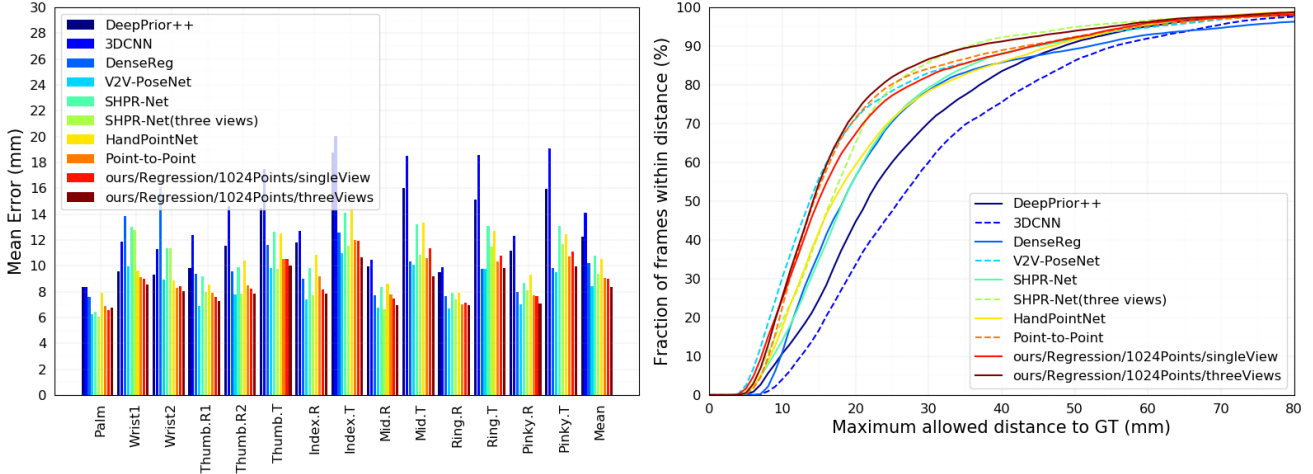 30
28
26
24
22
20
18
16
14
12
10
8
6
4
2
0
Mean Error (mm)
DeepPrior++
3DCNN
DenseReg
V2V-PoseNet
SHPR-Net
SHPR-Net(three views)
HandPointNet
Point-to-Point
ours/Regression/1024Points/singleView
ours/Regression/1024Points/threeViews
Palm
Wrist1
Wrist2
Thumb.R1
Thumb.R2
Thumb.T
Index.R
Index.T
Mid.R
Mid.T
Ring.R
Ring.T
Pinky.R
Pinky.T
Mean
100
90
80
70
60
50
40
30
20
10
0
Fraction of frames within distance (%)
DeepPrior++
3DCNN
DenseReg
V2V-PoseNet
SHPR-Net
SHPR-Net(three views)
HandPointNet
Point-to-Point
ours/Regression/1024Points/singleView
ours/Regression/1024Points/threeViews
0 10 20 30 40 50 60 70 80
Maximum allowed distance to GT (mm)